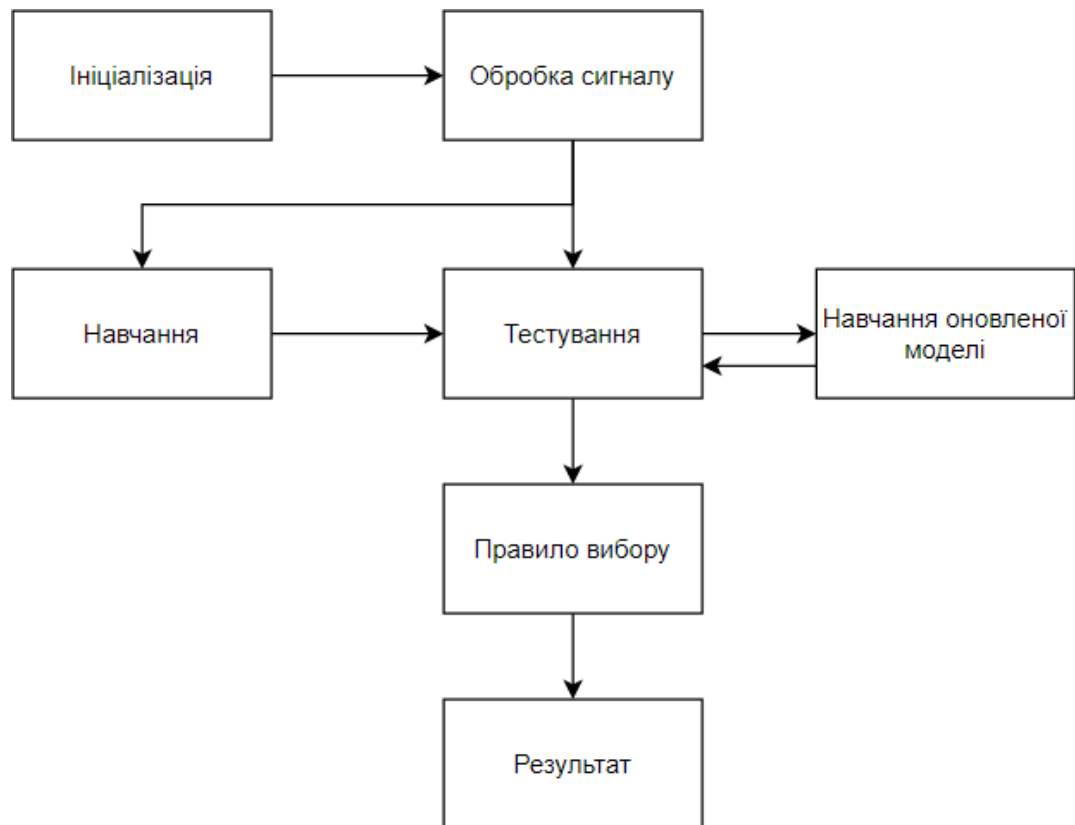 Ініціалізація
Обробка сигналу
Навчання
Тестування
Навчання оновленої
моделі
Правило вибору
Результат